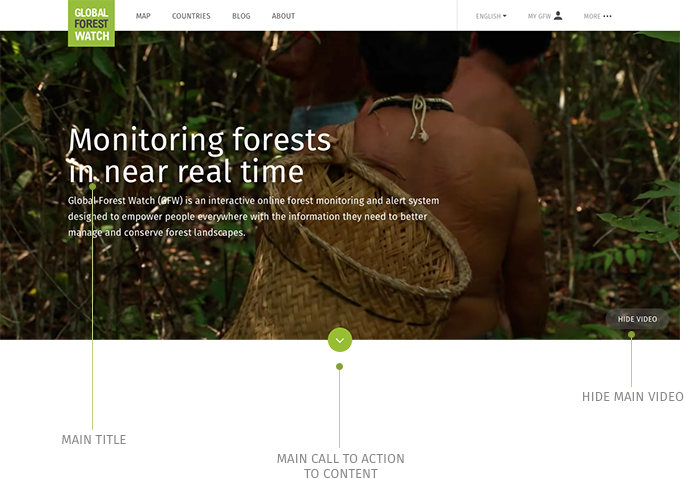 GLOBAL
FOREST
WATCH
MAP COUNTRIES BLOG ABOUT ENGLISH MY GFW MORE
Monitoring forests
in near real time
Global Forest Watch (GFW) is an interactive online forest monitoring and alert system
designed to empower people everywhere with the information they need to better
manage and conserve forest landscapes.
HIDE VIDEO
HIDE MAIN VIDEO
MAIN TITLE
MAIN CALL TO ACTION
TO CONTENT